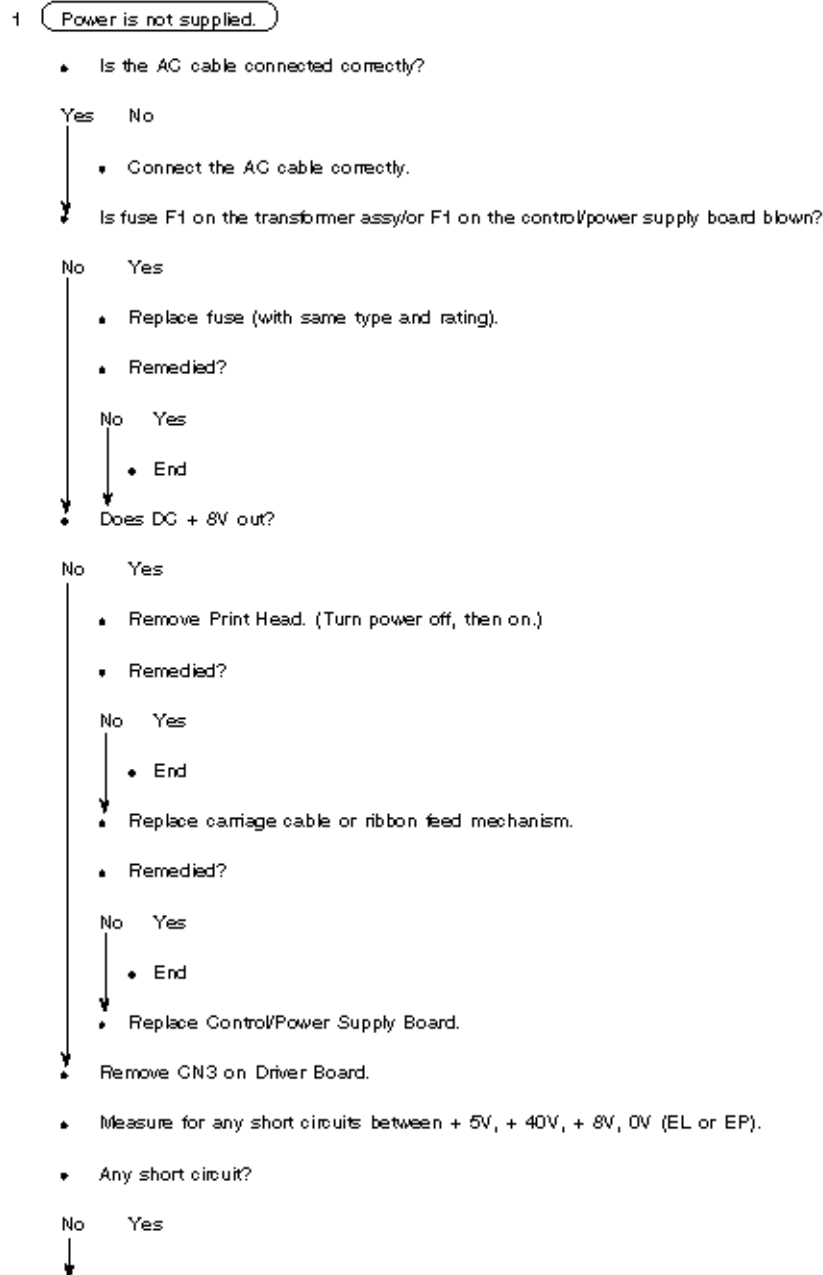 1 Power is not supplied.
• Is the AC cable connected correctly?
Yes No
• Connect the AC cable correctly.
• Is fuse F1 on the transformer assy/or F1 on the control/power supply board blown?
No Yes
• Replace fuse (with same type and rating).
• Remedied?
No Yes
• End
• Does DC + 8V out?
No Yes
• Remove Print Head. (Turn power off, then on.)
• Remedied?
No Yes
• End
• Replace carriage cable or ribbon feed mechanism.
• Remedied?
No Yes
• End
• Replace Control/Power Supply Board.
• Remove CN3 on Driver Board.
• Measure for any short circuits between + 5V, + 40V, + 8V, 0V (EL or EP).
• Any short circuit?
No Yes